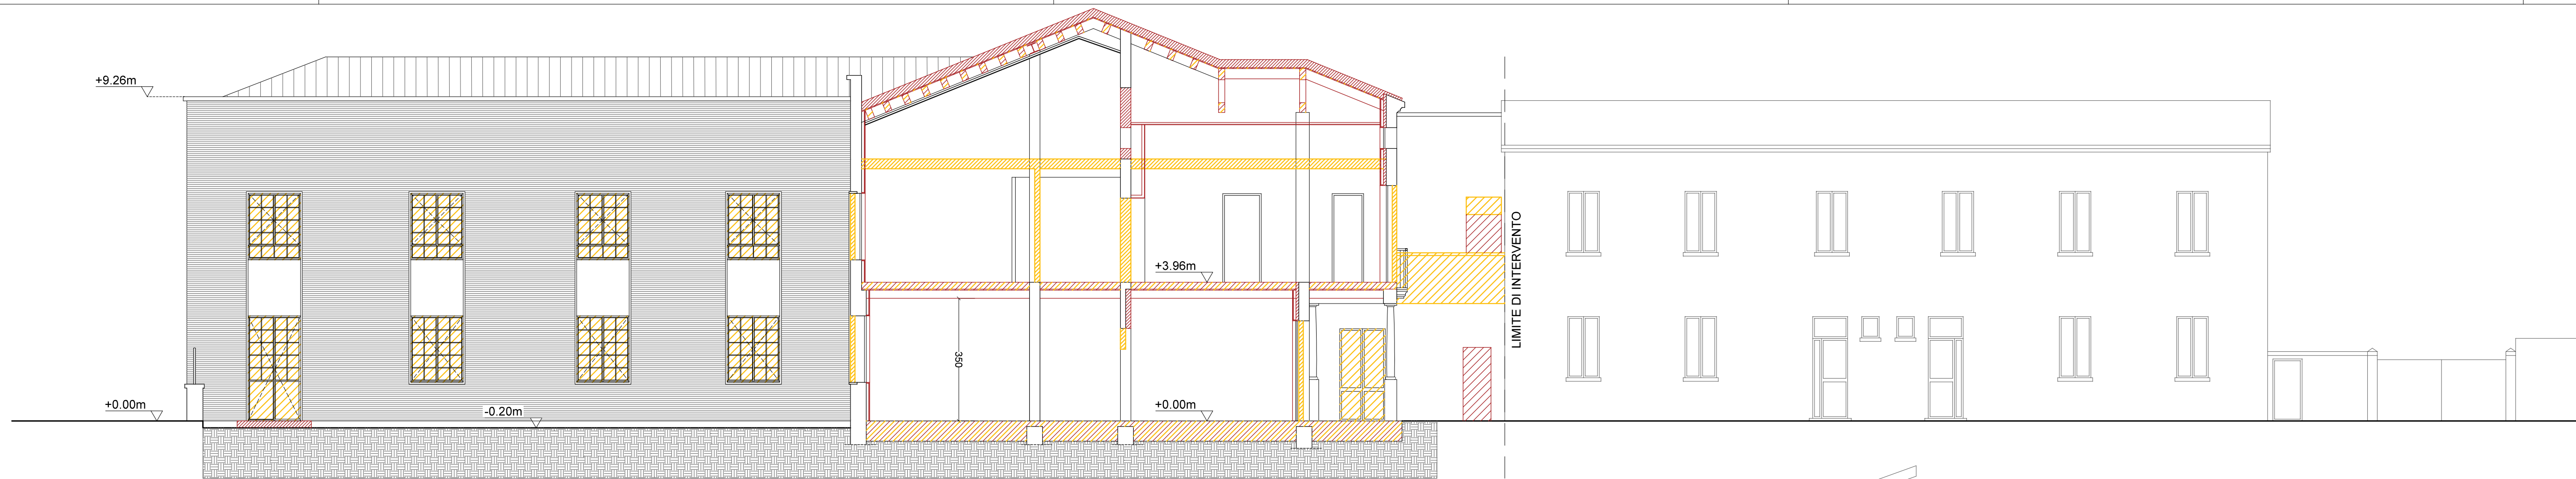 +9.26m
+3.96m
LIMITE DI INTERVENTO
350
+0.00m
-0.20m
+0.00m